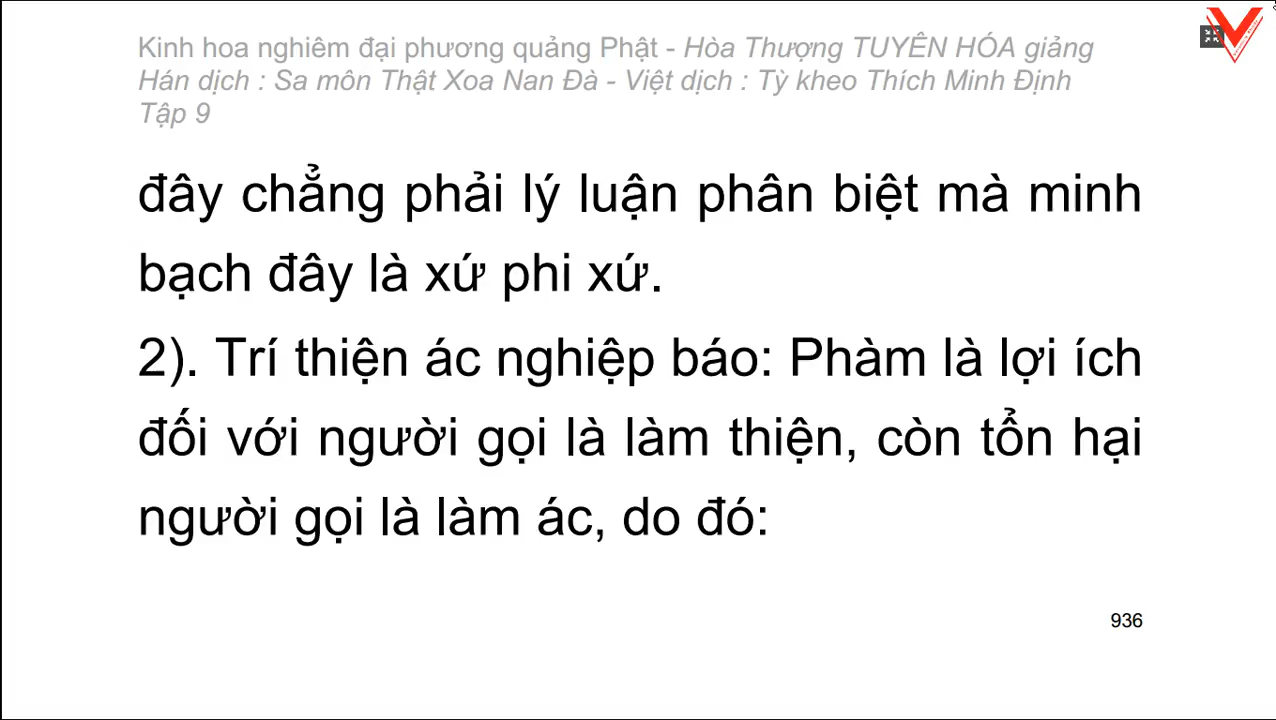 Kinh hoa nghiêm đại phương quảng Phật - Hòa Thượng TUYÊN HÓA giảng
Hán dịch : Sa môn Thật Xoa Nan Đà - Việt dịch : Tỳ kheo Thích Minh Định
Tập 9
đây chẳng phải lý luận phân biệt mà minh
bạch đây là xứ phi xứ.
2). Trí thiện ác nghiệp báo: Phàm là lợi ích
đối với người gọi là làm thiện, còn tổn hại
người gọi là làm ác, do đó:
936